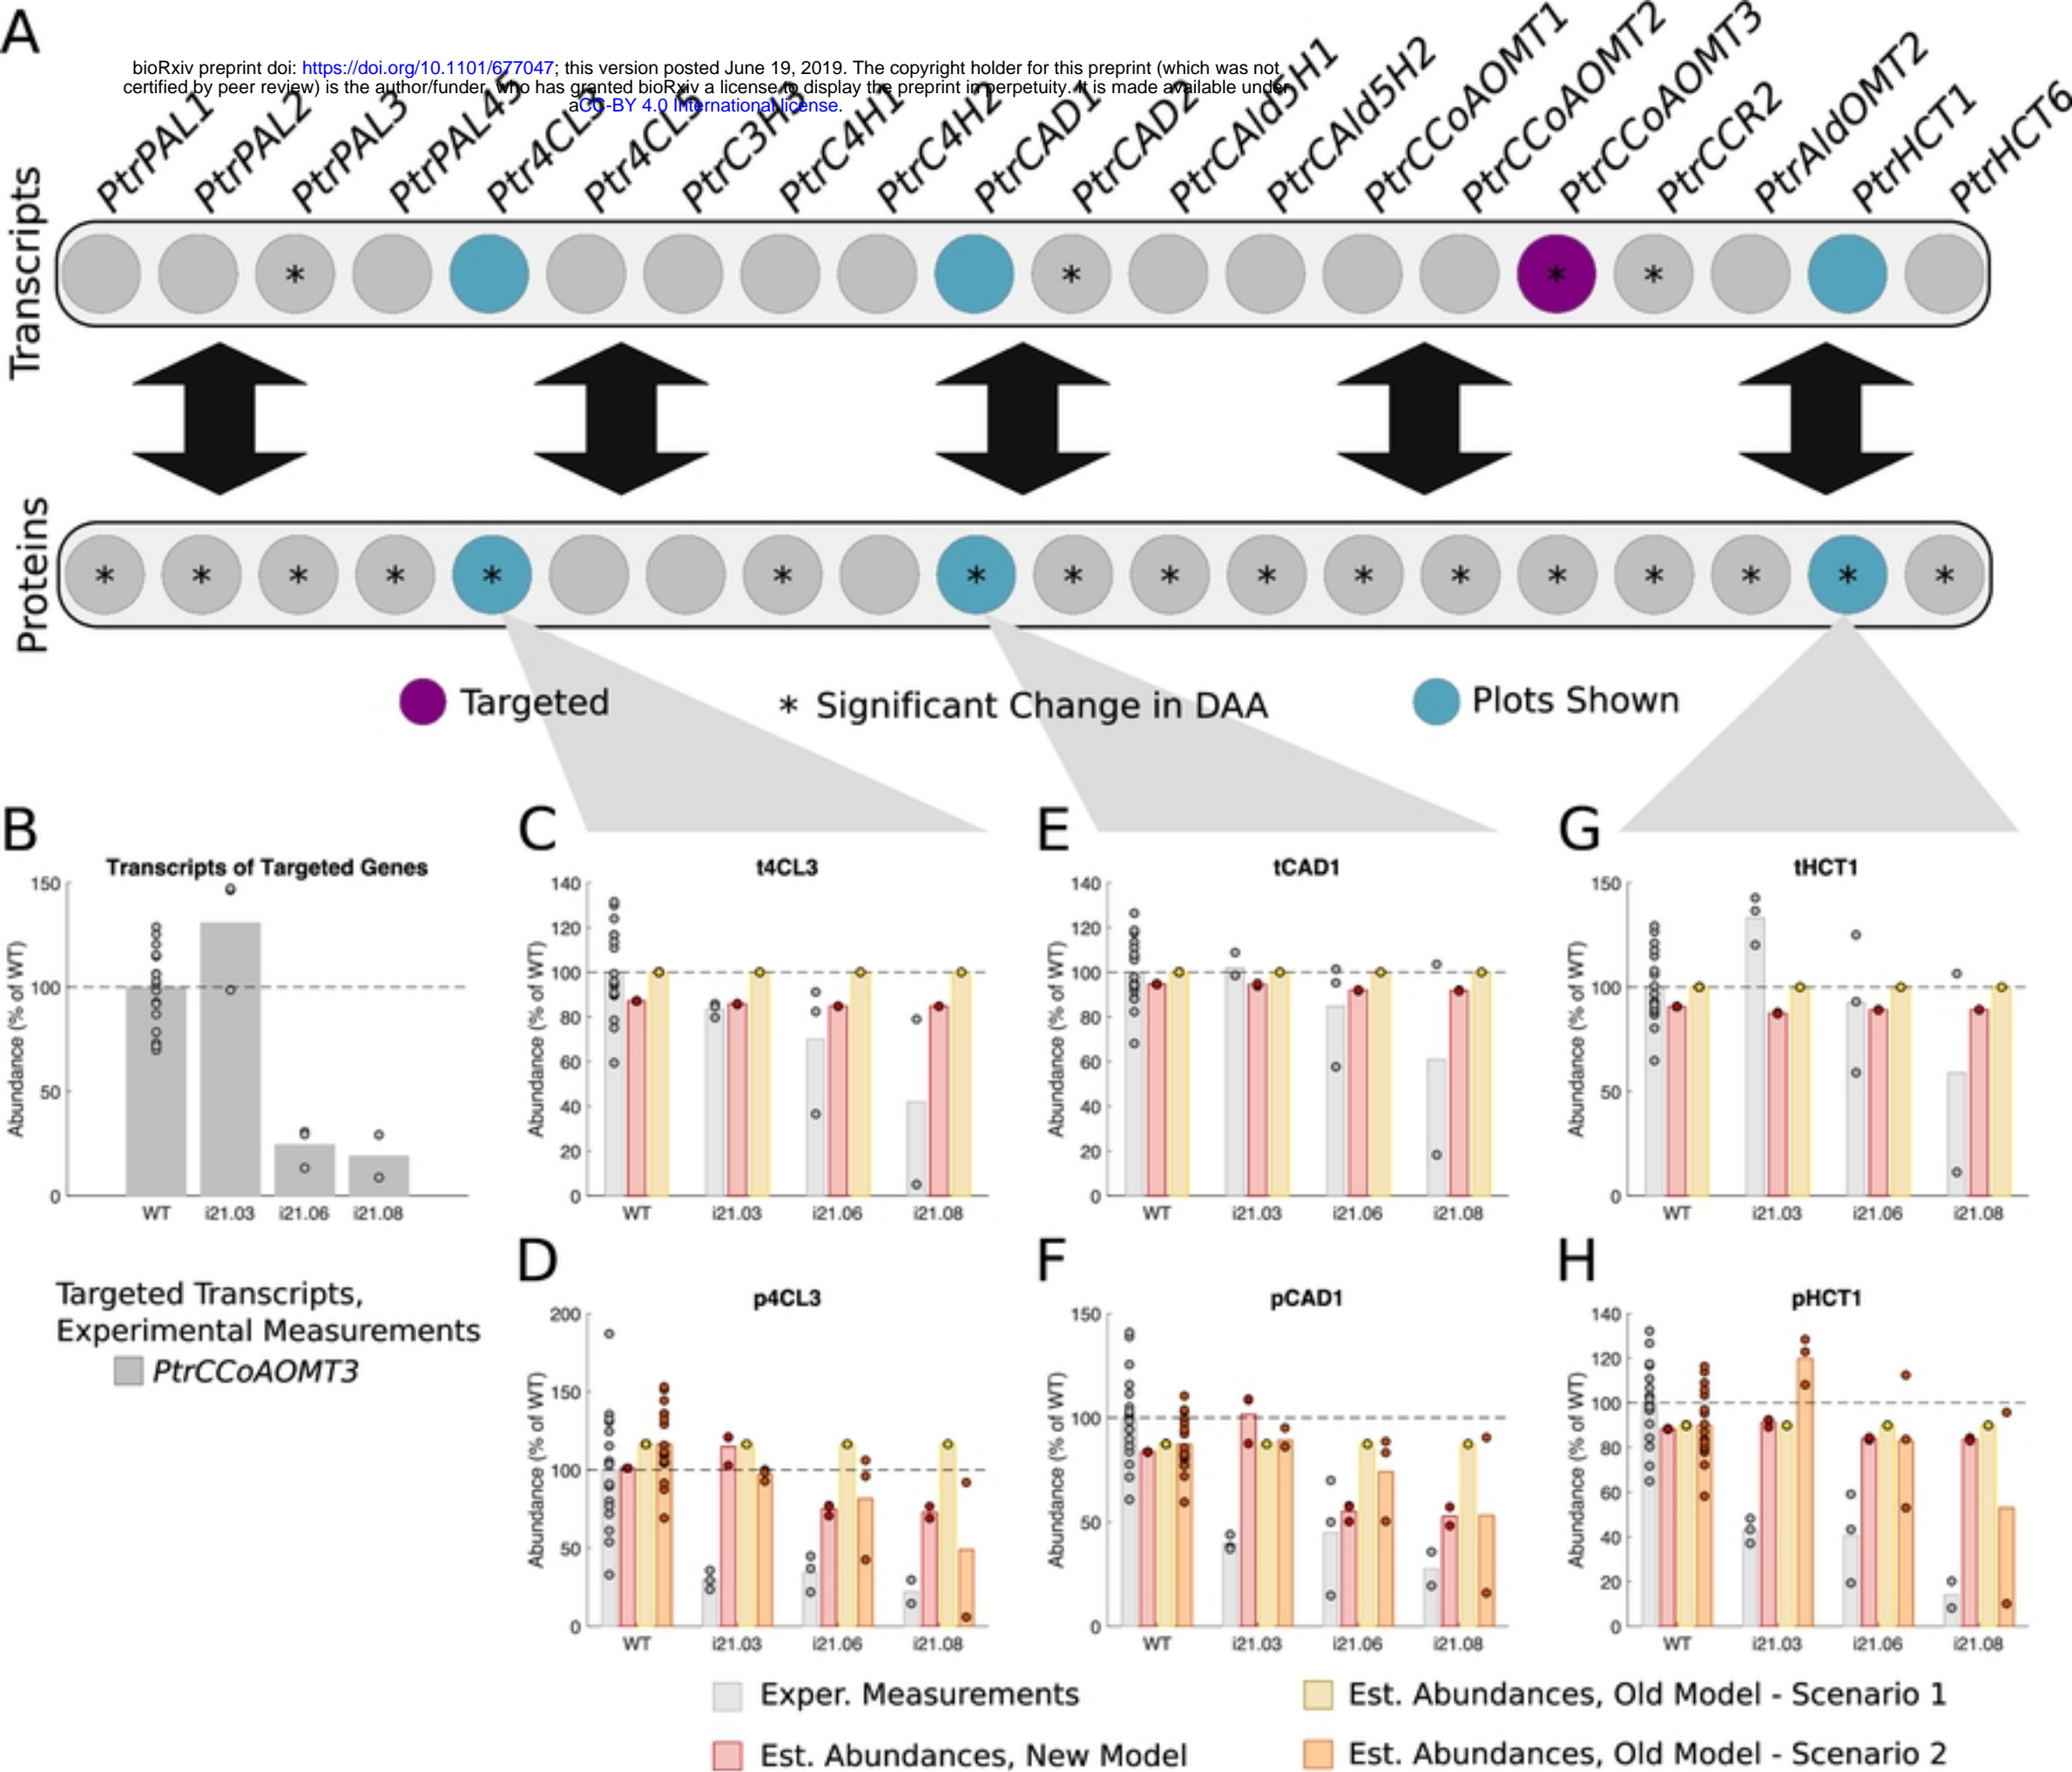 A
bioRxiv preprint doi: https://doi.org/10.1101/677047; this version posted June 19, 2019. The copyright holder for this preprint (which was not
certified by peer review) is the author/funder, who has granted bioRxiv a license to display the preprint in perpetuity. It is made available under
aCC-BY 4.0 International license.
PtrPAL1
PtrPAL2
PtrPAL3
PtrPAL45
Ptr4CL3
Ptr4CL5
PtrC3H3
PtrC4H1
PtrC4H2
PtrCAD1
PtrCAD2
PtrCAld5H1
PtrCAld5H2
PtrCCoAOMT1
PtrCCoAOMT2
PtrCCoAOMT3
PtrCCR2
PtrAldOMT2
PtrHCT1
PtrHCT6
Transcripts
* * * *
Proteins
* * * * * * * * * * * * * * * * *
Targeted
* Significant Change in DAA
Plots Shown
B
Transcripts of Targeted Genes
Abundance (% of WT)
150
100
50
0
WT i21.03 i21.06 i21.08
Targeted Transcripts,
Experimental Measurements
PtrCCoAOMT3
C
t4CL3
Abundance (% of WT)
140
120
100
80
60
40
20
0
WT i21.03 i21.06 i21.08
E
tCAD1
Abundance (% of WT)
140
120
100
80
60
40
20
0
WT i21.03 i21.06 i21.08
G
tHCT1
Abundance (% of WT)
150
100
50
0
WT i21.03 i21.06 i21.08
D
p4CL3
Abundance (% of WT)
200
150
100
50
0
WT i21.03 i21.06 i21.08
F
pCAD1
Abundance (% of WT)
150
100
50
0
WT i21.03 i21.06 i21.08
H
pHCT1
Abundance (% of WT)
140
120
100
80
60
40
20
0
WT i21.03 i21.06 i21.08
Exper. Measurements
Est. Abundances, New Model
Est. Abundances, Old Model - Scenario 1
Est. Abundances, Old Model - Scenario 2